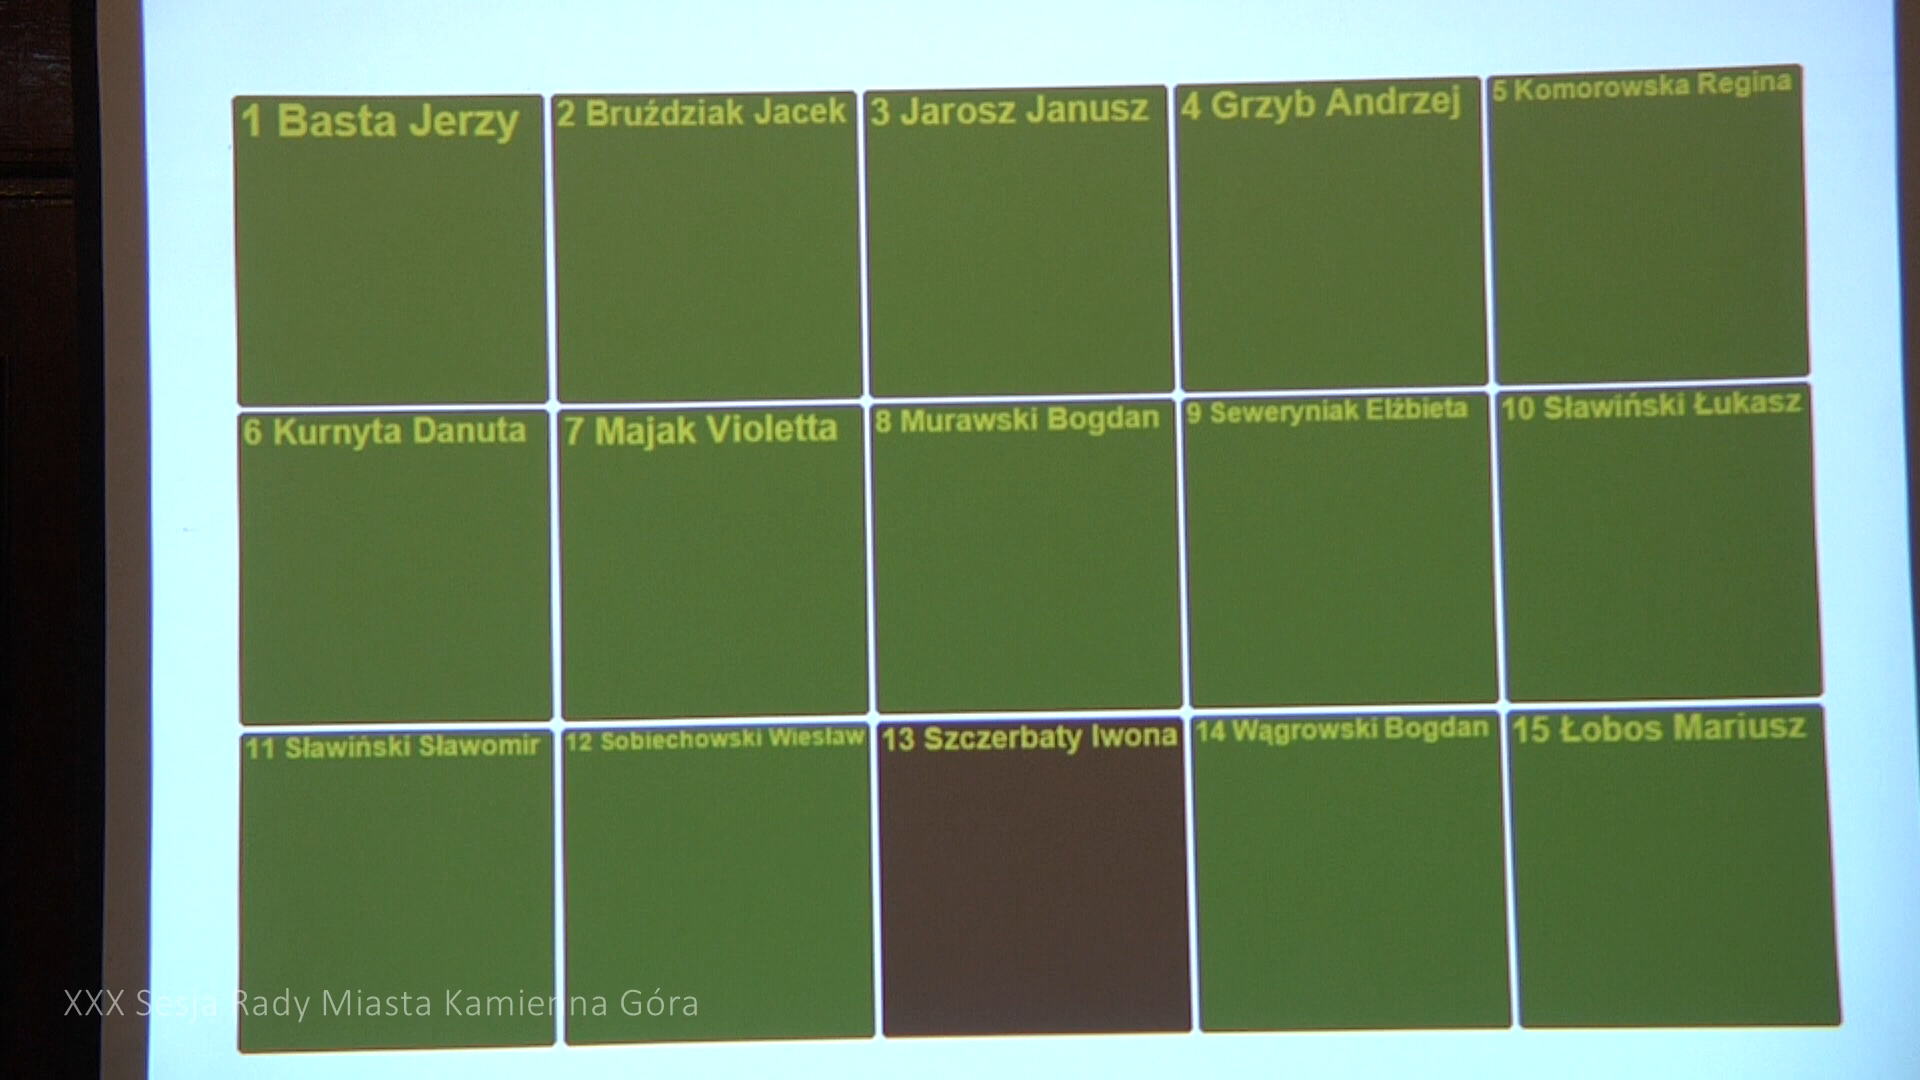 1 Basta Jerzy
2 Bruździak Jacek
3 Jarosz Janusz
4 Grzyb Andrzej
5 Komorowska Regina
6 Kurnyta Danuta
7 Majak Violetta
8 Murawski Bogdan
9 Seweryniak Elżbieta
10 Sławiński Łukasz
11 Sławiński Sławomir
12 Sobiechowski Wiesław
13 Szczerbaty Iwona
14 Wągrowski Bogdan
15 Łobos Mariusz
XXX Sesja Rady Miasta Kamienna Góra